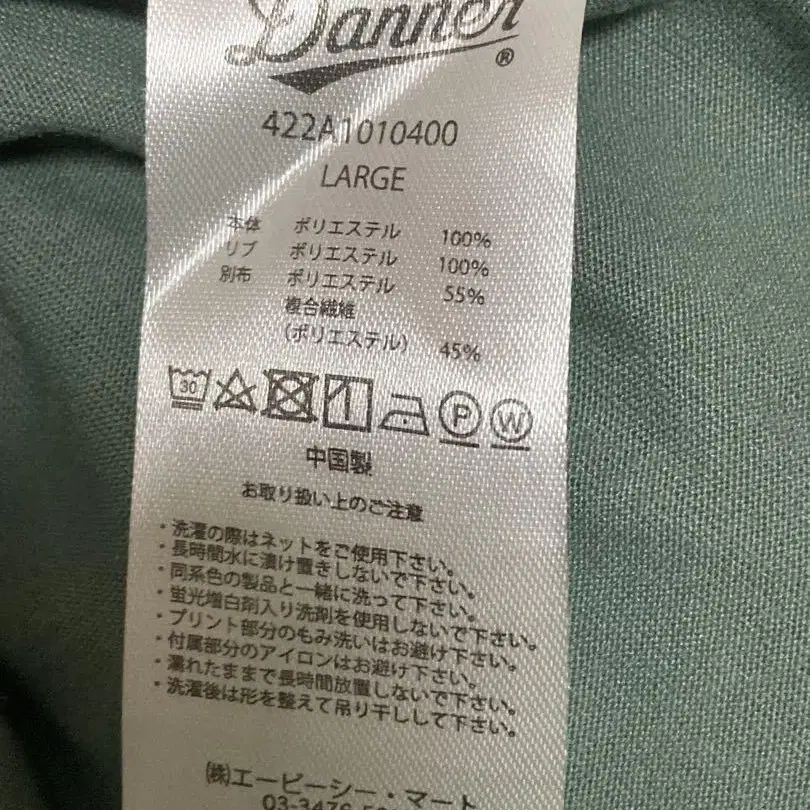 Danner
®
422A1010400
LARGE
本体 ポリエステル 100%
リブ ポリエステル 100%
別布 ポリエステル 55%
複合繊維
(ポリエステル) 45%
30 P W
中国製
お取り扱い上のご注意
・洗濯の際はネットをご使用下さい。
・長時間水に漬け置きしないで下さい。
・同系色の製品と一緒に洗って下さい。
・蛍光増白剤入り洗剤を使用しないで下さい。
・プリント部分のもみ洗いはお避け下さい。
・付属部分のアイロンはお避け下さい。
・濡れたままで長時間放置しないで下さい。
・洗濯後は形を整えて吊り干しして下さい。
㈱エービーシー・マート
03-3476-